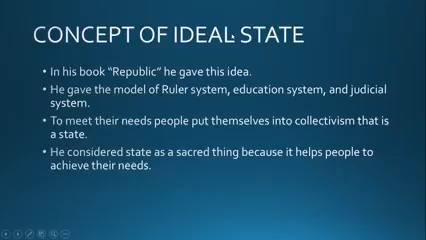 CONCEPT OF IDEAL STATE
• In his book “Republic” he gave this idea.
• He gave the model of Ruler system, education system, and judicial
system.
• To meet their needs people put themselves into collectivism that is
a state.
• He considered state as a sacred thing because it helps people to
achieve their needs.